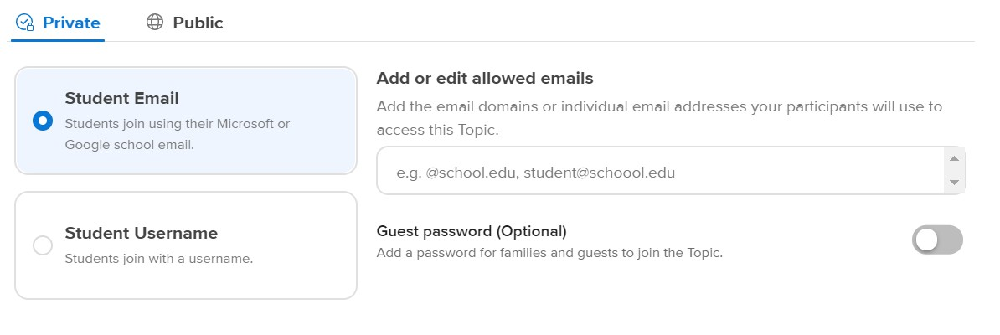 Private
Public
Student Email
Students join using their Microsoft or
Google school email.
Student Username
Students join with a username.
Add or edit allowed emails
Add the email domains or individual email addresses your participants will use to
access this Topic.
e.g. @school.edu, student@schoool.edu
Guest password (Optional)
Add a password for families and guests to join the Topic.